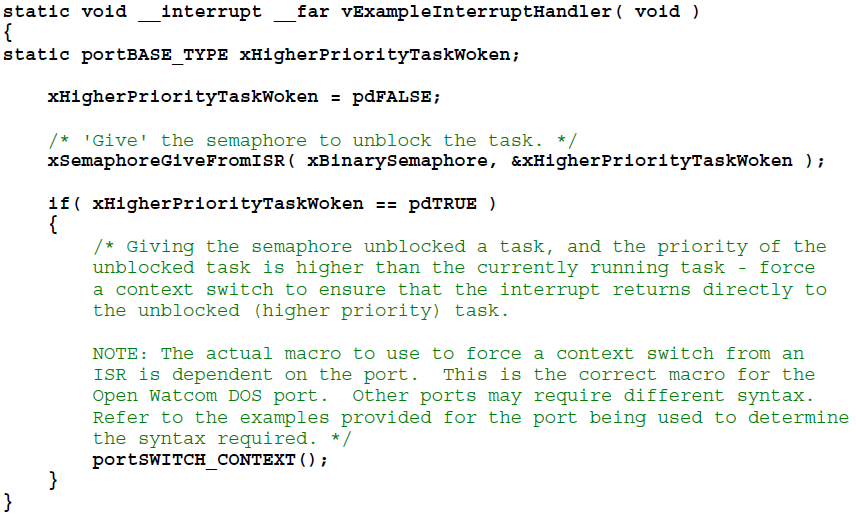 static void __interrupt __far vExampleInterruptHandler( void )
{
static portBASE_TYPE xHigherPriorityTaskWoken;
xHigherPriorityTaskWoken = pdFALSE;
/* 'Give' the semaphore to unblock the task. */
xSemaphoreGiveFromISR( xBinarySemaphore, &xHigherPriorityTaskWoken );
if( xHigherPriorityTaskWoken == pdTRUE )
{
/* Giving the semaphore unblocked a task, and the priority of the
unblocked task is higher than the currently running task - force
a context switch to ensure that the interrupt returns directly to
the unblocked (higher priority) task.
NOTE: The actual macro to use to force a context switch from an
ISR is dependent on the port.  This is the correct macro for the
Open Watcom DOS port.  Other ports may require different syntax.
Refer to the examples provided for the port being used to determine
the syntax required. */
portSWITCH_CONTEXT();
}
}